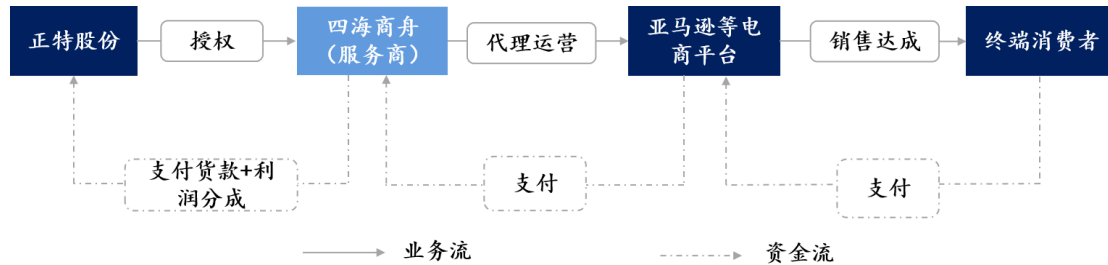 正特股份
授权
四海商舟
（服务商）
代理运营
亚马逊等电
商平台
销售达成
终端消费者
支付货款+利
润分成
支付
支付
业务流
资金流